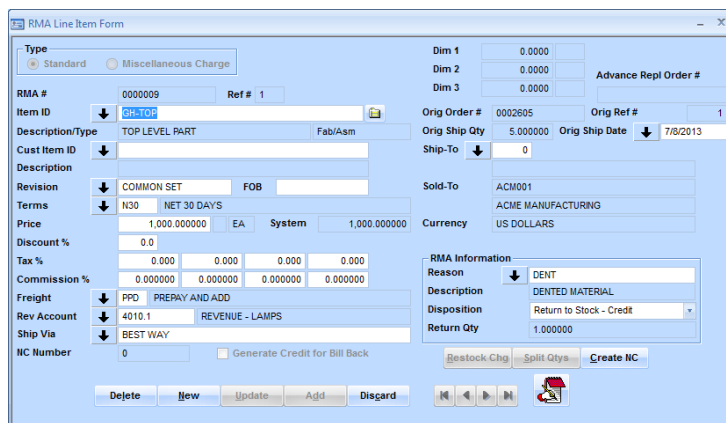 RMA Line Item Form
Type
Standard Miscellaneous Charge
RMA # 0000009 Ref # 1
Item ID GH-TOP
Description/Type TOP LEVEL PART Fab/Asm
Cust Item ID
Description
Revision COMMON SET FOB
Terms N30 NET 30 DAYS
Price 1,000.000000 EA System 1,000.000000
Discount % 0.0
Tax % 0.000 0.000 0.000 0.000
Commission % 0.000000 0.000000 0.000000 0.000000
Freight PPD PREPAY AND ADD
Rev Account 4010.1 REVENUE - LAMPS
Ship Via BEST WAY
NC Number 0 Generate Credit for Bill Back
Delete New Update Add Discard
Dim 1 0.0000
Dim 2 0.0000
Dim 3 0.0000
Advance Repl Order #
Orig Order # 0002605 Orig Ref # 1
Orig Ship Qty 5.000000 Orig Ship Date 7/8/2013
Ship-To 0
Sold-To ACM001
ACME MANUFACTURING
Currency US DOLLARS
RMA Information
Reason DENT
Description DENTED MATERIAL
Disposition Return to Stock - Credit
Return Qty 1.000000
Restock Chg Split Qtys Create NC